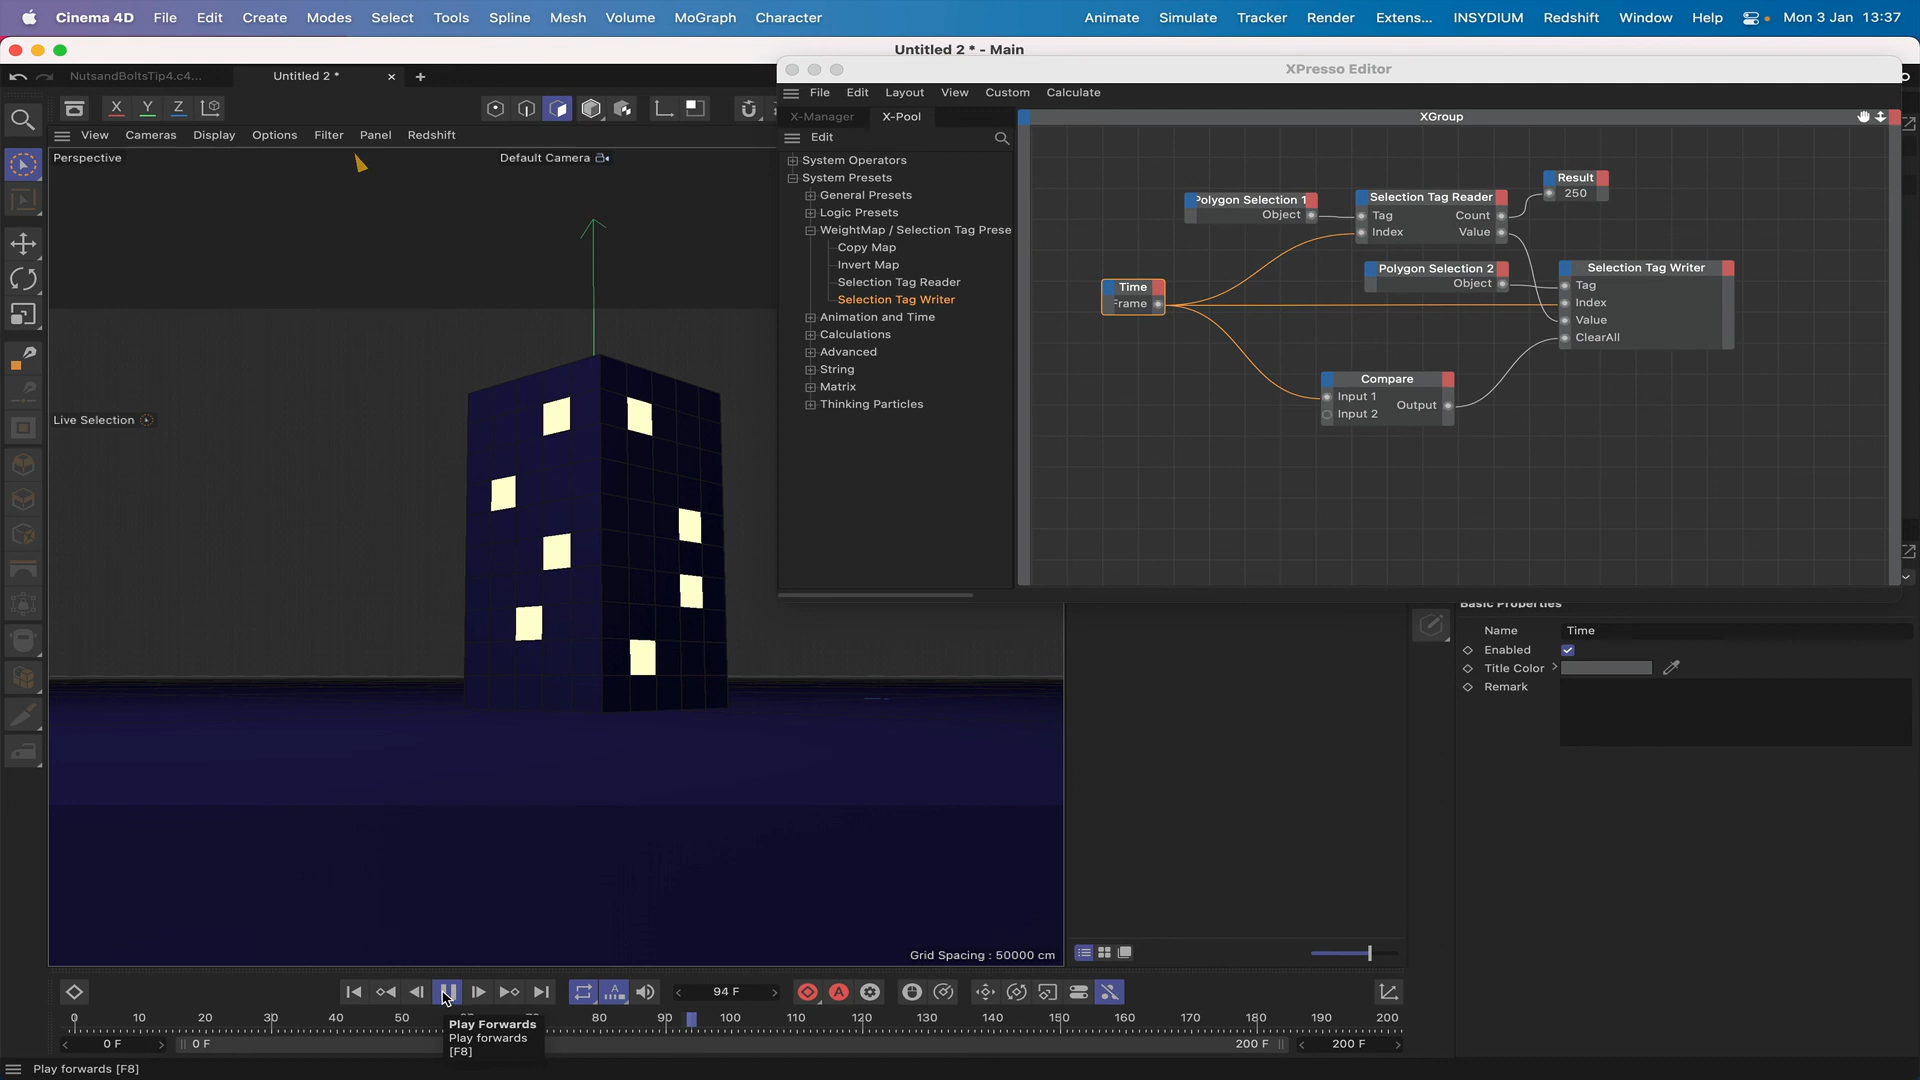 Cinema 4D File Edit Create Modes Select Tools Spline Mesh Volume MoGraph Character Animate Simulate Tracker Render Extens... INSYDIUM Redshift Window Help Mon 3 Jan 13:37
Untitled 2 * - Main
NutsandBoltsTip4.c4... Untitled 2 * × +
XPresso Editor
File Edit Layout View Custom Calculate
X Y Z
X-Manager X-Pool
XGroup
View Cameras Display Options Filter Panel Redshift
Edit
Perspective
Default Camera
System Operators
System Presets
General Presets
Logic Presets
WeightMap / Selection Tag Prese
Copy Map
Invert Map
Selection Tag Reader
Selection Tag Writer
Animation and Time
Calculations
Advanced
String
Matrix
Thinking Particles
Result
250
Polygon Selection 1
Object
Selection Tag Reader
Tag Count
Index Value
Polygon Selection 2
Object
Selection Tag Writer
Tag
Index
Value
ClearAll
Time
Frame
Compare
Input 1
Input 2
Output
Live Selection
Basic Properties
Name Time
Enabled
Title Color
Remark
Grid Spacing : 50000 cm
94 F
0 10 20 30 40 50 80 90 100 110 120 130 140 150 160 170 180 190 200
Play Forwards
Play forwards
[F8]
0 F 0 F 200 F 200 F
Play forwards [F8]